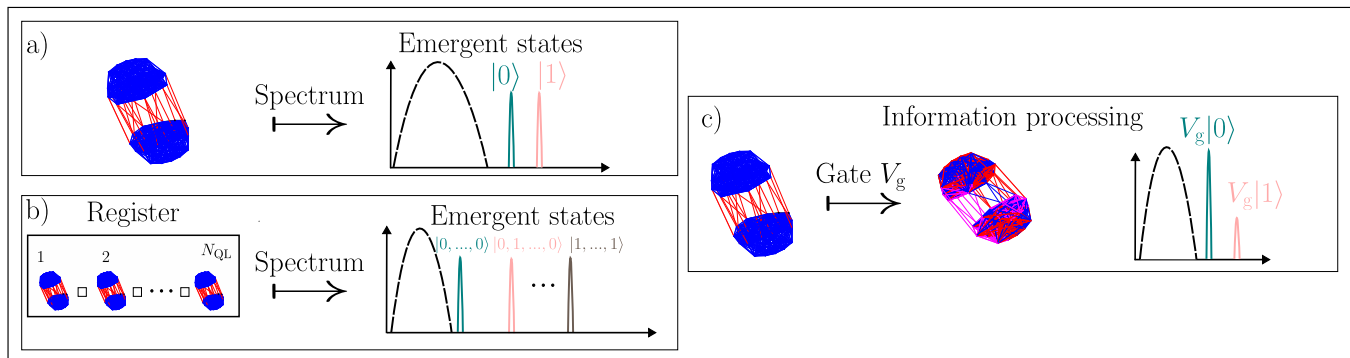 a)
Emergent states
|0⟩ |1⟩
Spectrum
b)
Register
1 2 N_QL
□ □ ··· □
Spectrum
Emergent states
|0, ..., 0⟩ |0, 1, ..., 0⟩ |1, ..., 1⟩
···
c)
Information processing
Gate V_g
V_g|0⟩
V_g|1⟩